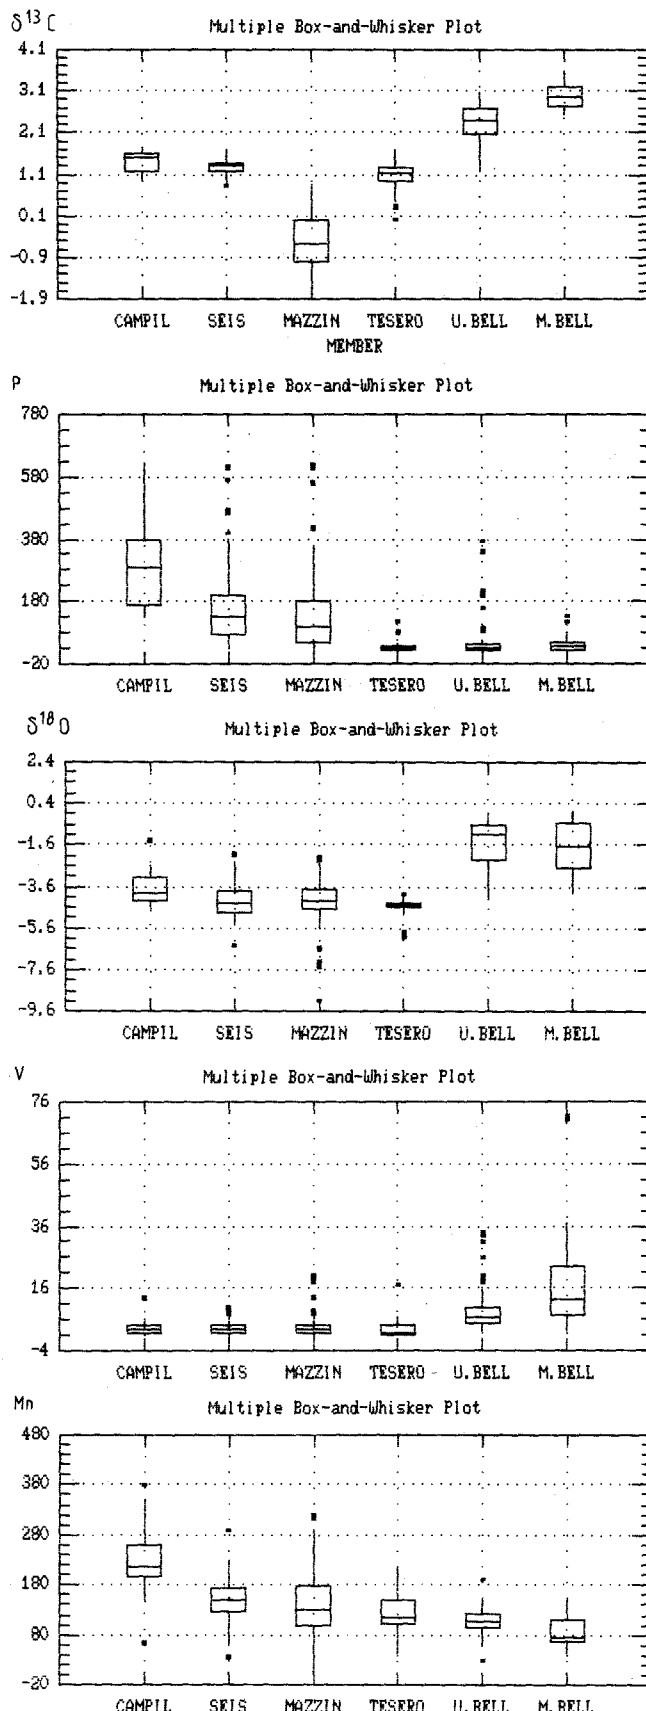 δ¹³C Multiple Box-and-Whisker Plot
4.1
3.1
2.1
1.1
0.1
-0.9
-1.9
CAMPIL SEIS MAZZIN TESERO U.BELL M.BELL
MEMBER
P Multiple Box-and-Whisker Plot
780
580
380
180
-20
CAMPIL SEIS MAZZIN TESERO U.BELL M.BELL
δ¹⁸O Multiple Box-and-Whisker Plot
2.4
0.4
-1.6
-3.6
-5.6
-7.6
-9.6
CAMPIL SEIS MAZZIN TESERO U.BELL M.BELL
V Multiple Box-and-Whisker Plot
76
56
36
16
-4
CAMPIL SEIS MAZZIN TESERO U.BELL M.BELL
Mn Multiple Box-and-Whisker Plot
480
380
280
180
80
-20
CAMPIL SEIS MAZZIN TESERO U.BELL M.BELL